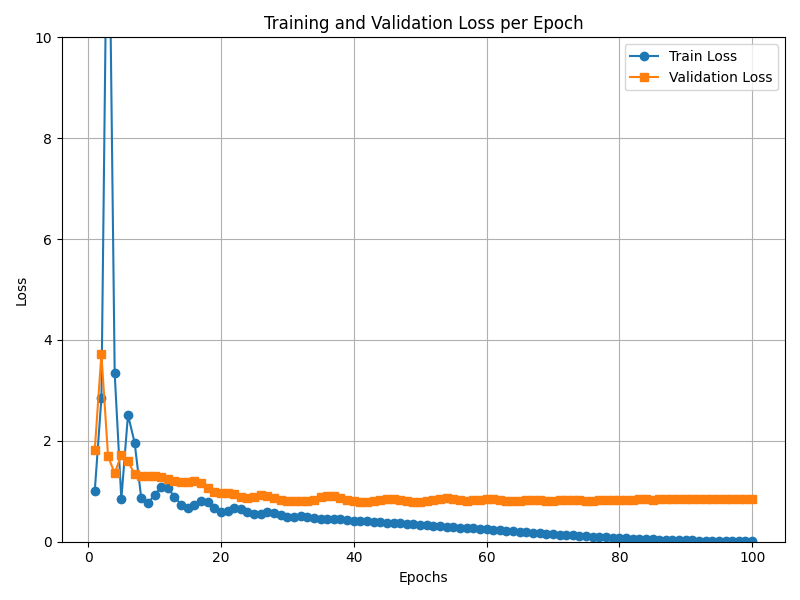 Training and Validation Loss per Epoch
Train Loss
Validation Loss
Loss
10
8
6
4
2
0
0 20 40 60 80 100
Epochs